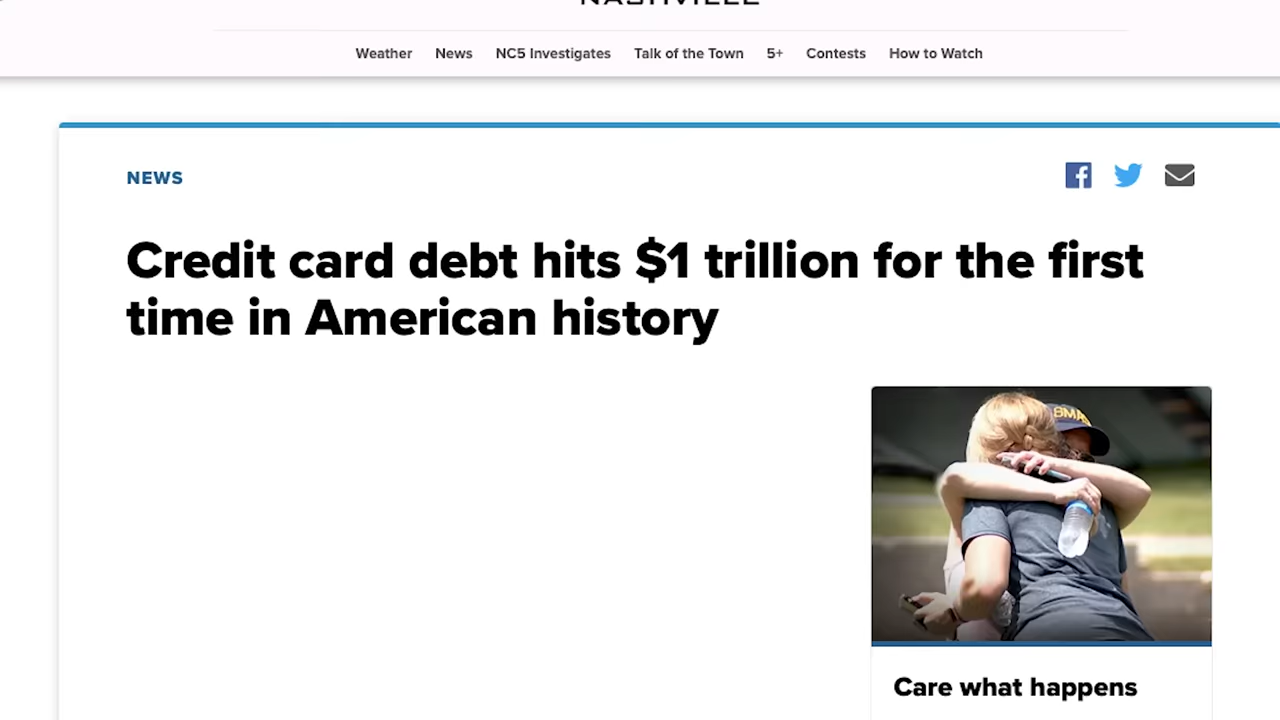 NASHVILLE
Weather News NC5 Investigates Talk of the Town 5+ Contests How to Watch
NEWS
Credit card debt hits $1 trillion for the first
time in American history
Care what happens